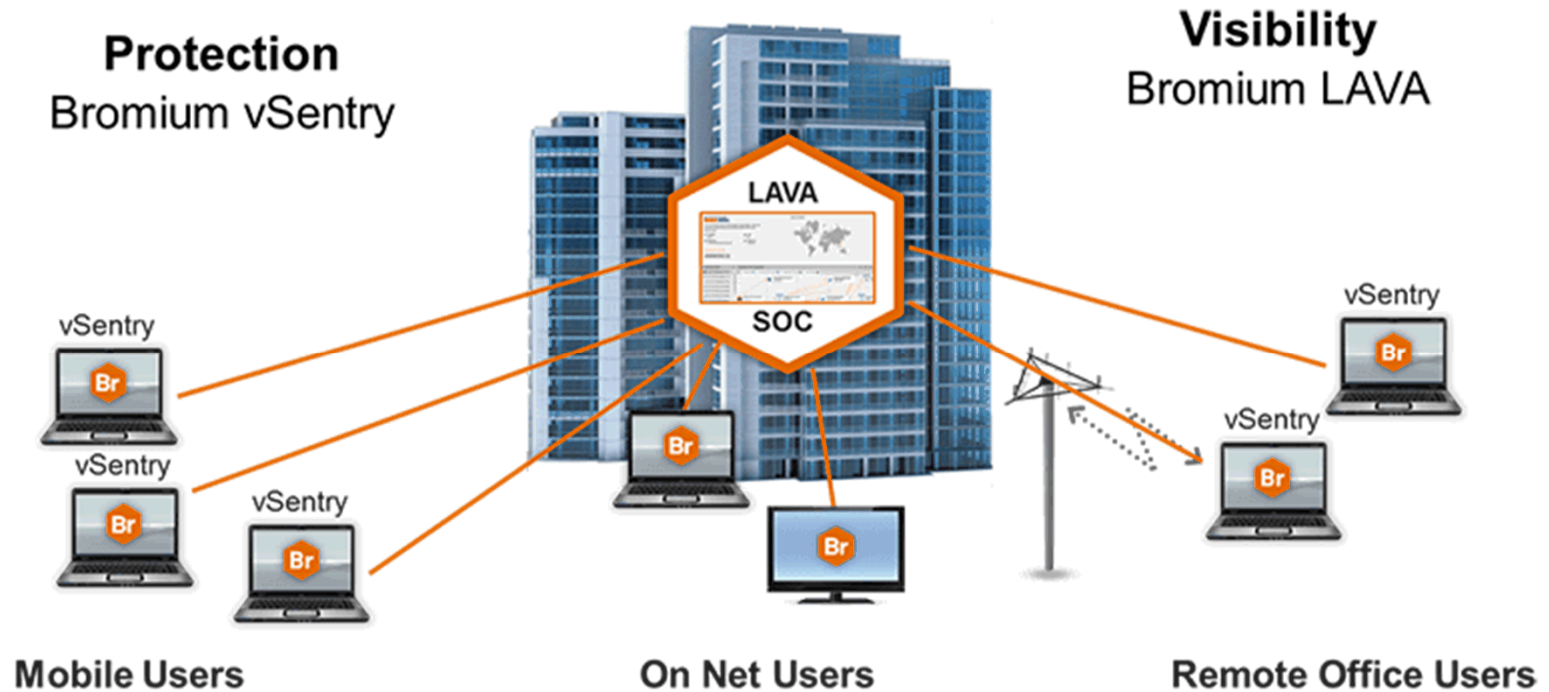 Protection
Bromium vSentry
Visibility
Bromium LAVA
LAVA
SOC
vSentry
Br
vSentry
Br
vSentry
Br
Br
Br
vSentry
Br
vSentry
Br
Mobile Users
On Net Users
Remote Office Users